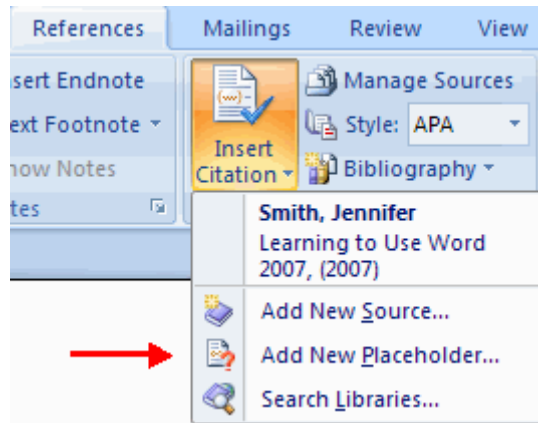 References Mailings Review View
sert Endnote
ext Footnote
now Notes
tes
Insert
Citation
Manage Sources
Style: APA
Bibliography
Smith, Jennifer
Learning to Use Word
2007, (2007)
Add New Source...
Add New Placeholder...
Search Libraries...